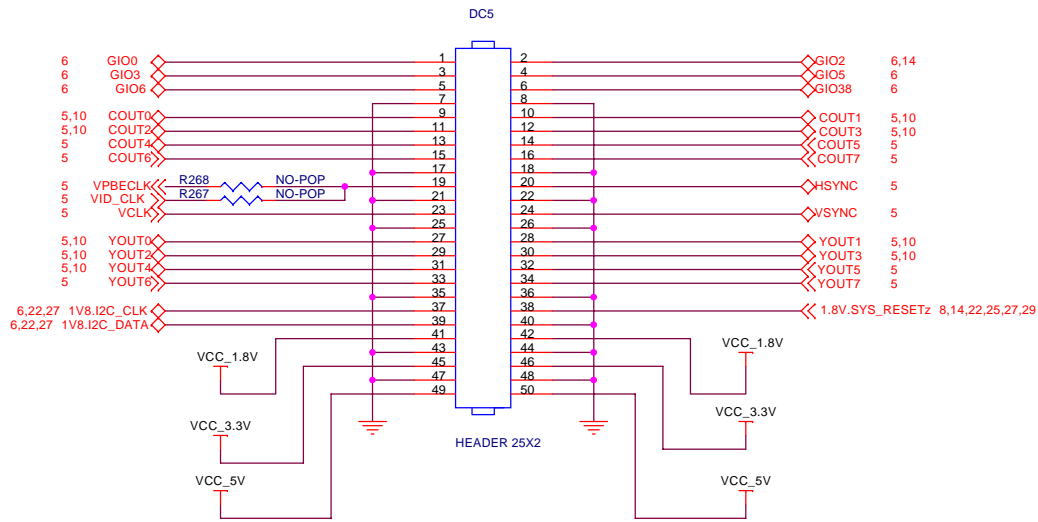 DC5
6 GIO0 1 2 GIO2 6,14
6 GIO3 3 4 GIO5 6
6 GIO6 5 6 GIO38 6
7 8
5,10 COUT0 9 10 COUT1 5,10
5,10 COUT2 11 12 COUT3 5,10
5 COUT4 13 14 COUT5 5
5 COUT6 15 16 COUT7 5
17 18
5 VPBECLK R268 NO-POP 19 20 HSYNC 5
5 VID_CLK R267 NO-POP 21 22
5 VCLK 23 24 VSYNC 5
25 26
5,10 YOUT0 27 28 YOUT1 5,10
5,10 YOUT2 29 30 YOUT3 5,10
5,10 YOUT4 31 32 YOUT5 5
5 YOUT6 33 34 YOUT7 5
35 36
6,22,27 1V8.I2C_CLK 37 38 1.8V.SYS_RESETz 8,14,22,25,27,29
6,22,27 1V8.I2C_DATA 39 40
41 42
VCC_1.8V 43 44 VCC_1.8V
45 46
47 48
49 50
VCC_3.3V VCC_3.3V
HEADER 25X2
VCC_5V VCC_5V